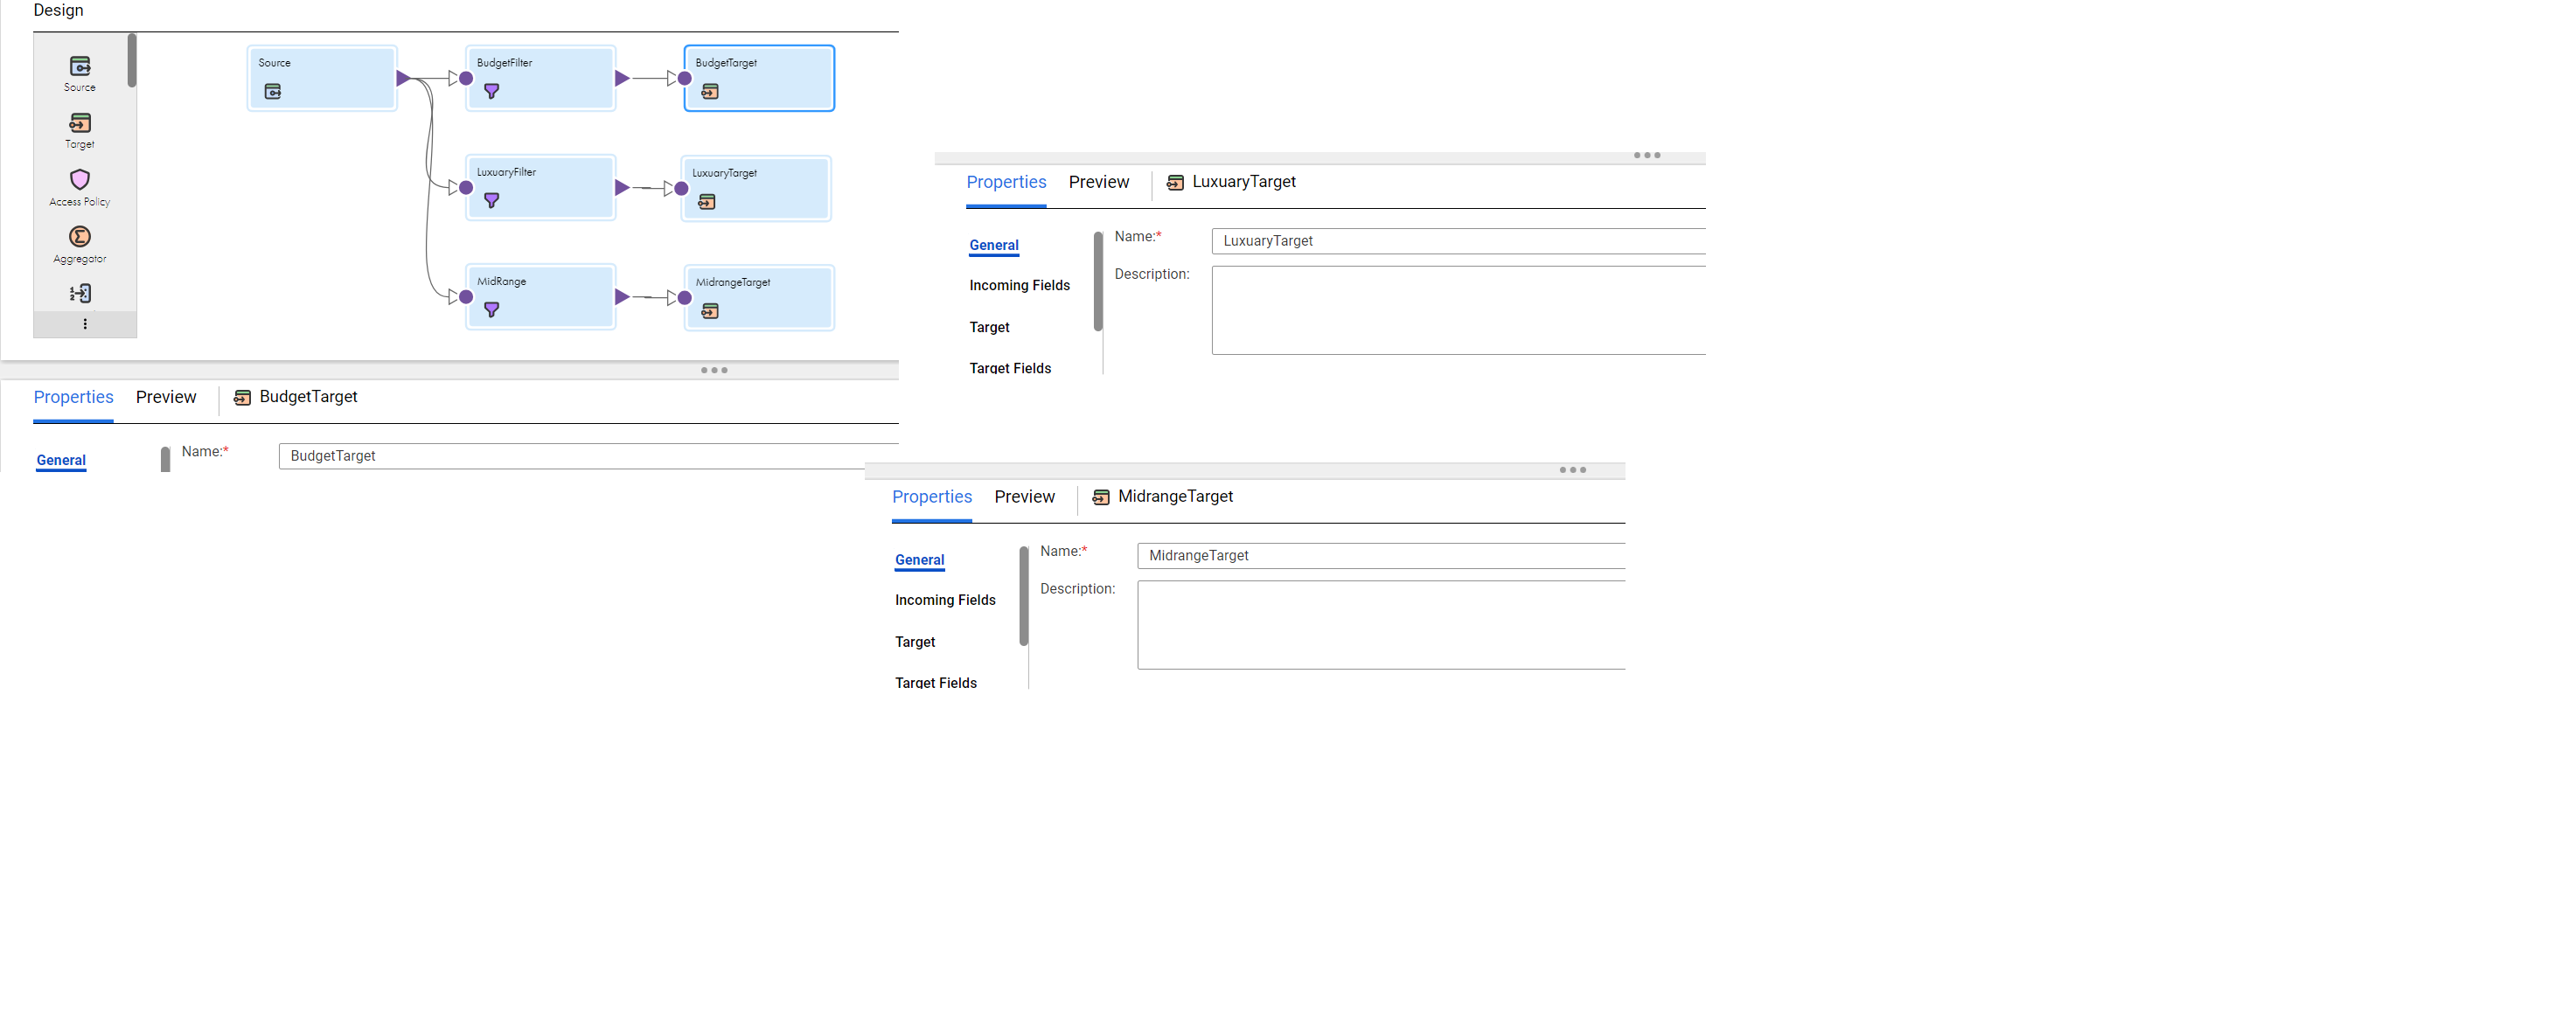 Design
Source
Target
Access Policy
Aggregator
Source
BudgetFilter
BudgetTarget
LuxuaryFilter
LuxuaryTarget
MidRange
MidrangeTarget
Properties Preview BudgetTarget
General
Name:* BudgetTarget
Properties Preview LuxuaryTarget
General
Incoming Fields
Target
Target Fields
Name:* LuxuaryTarget
Description:
Properties Preview MidrangeTarget
General
Incoming Fields
Target
Target Fields
Name:* MidrangeTarget
Description: